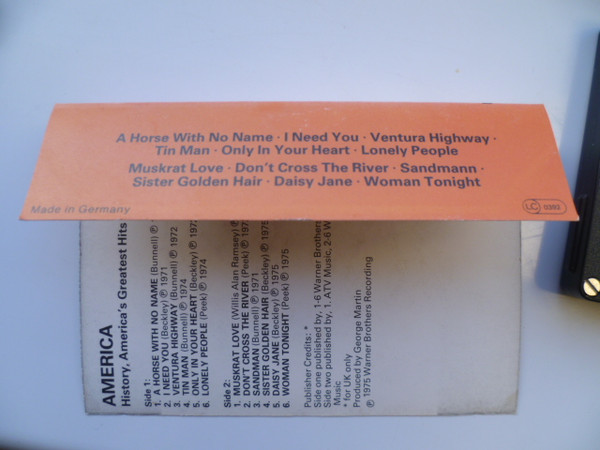 A Horse With No Name · I Need You · Ventura Highway ·
Tin Man · Only In Your Heart · Lonely People
Muskrat Love · Don't Cross The River · Sandmann ·
Sister Golden Hair · Daisy Jane · Woman Tonight
Made in Germany
LC 0392
AMERICA
History, America's Greatest Hits
Side 1:
1. A HORSE WITH NO NAME (Bunnell) ℗ 1971
2. I NEED YOU (Beckley) ℗ 1971
3. VENTURA HIGHWAY (Bunnell) ℗ 1972
4. TIN MAN (Bunnell) ℗ 1974
5. ONLY IN YOUR HEART (Beckley) ℗ 1972
6. LONELY PEOPLE (Peek) ℗ 1974
Side 2:
1. MUSKRAT LOVE (Willis Alan Ramsey) ℗
2. DON'T CROSS THE RIVER (Peek) ℗
3. SANDMAN (Bunnell) ℗ 1971
4. SISTER GOLDEN HAIR (Beckley) ℗ 1975
5. DAISY JANE (Beckley) ℗ 1975
6. WOMAN TONIGHT (Peek) ℗ 1975
Publisher Credits: *
Side one published by, 1-6 Warner Brothers
Side two published by, 1. ATV Music, 2-6 W
Music
* for UK only
Produced by George Martin
℗ 1975 Warner Brothers Recording